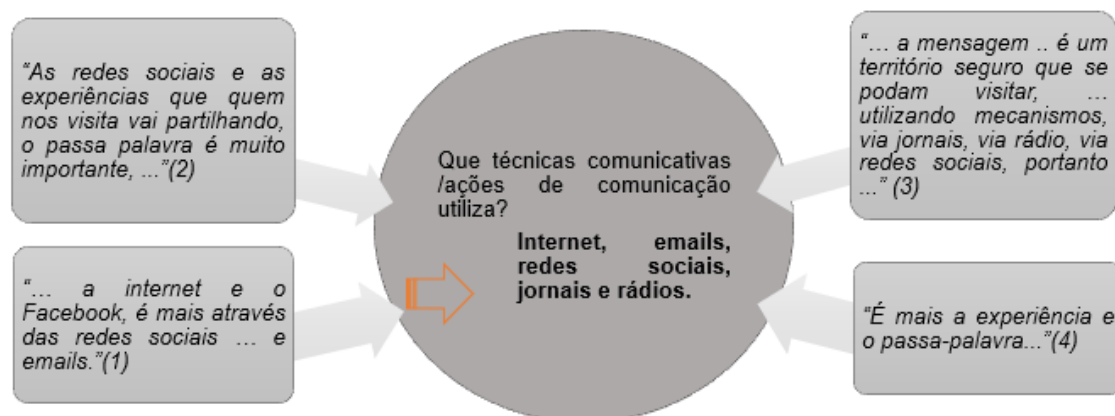 “As redes sociais e as
experiências que quem
nos visita vai partilhando,
o passa palavra é muito
importante, ...”(2)
“... a internet e o
Facebook, é mais através
das redes sociais ... e
emails.”(1)
Que técnicas comunicativas
/ações de comunicação
utiliza?
Internet, emails,
redes sociais,
jornais e rádios.
“... a mensagem .. é um
território seguro que se
podam visitar, ...
utilizando mecanismos,
via jornais, via rádio, via
redes sociais, portanto
...” (3)
“É mais a experiência e
o passa-palavra...”(4)